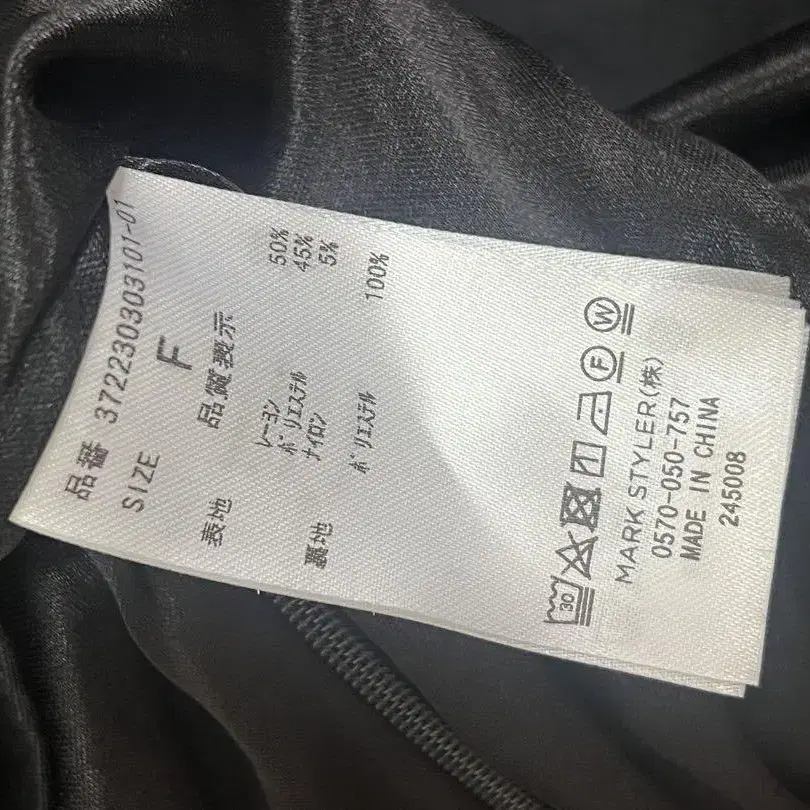 品番 372230303101-01
SIZE F
品質表示
表地 レーヨン 50%
ポリエステル 45%
ナイロン 5%
裏地 ポリエステル 100%
30 F W
MARK STYLER(株)
0570-050-757
MADE IN CHINA
245008